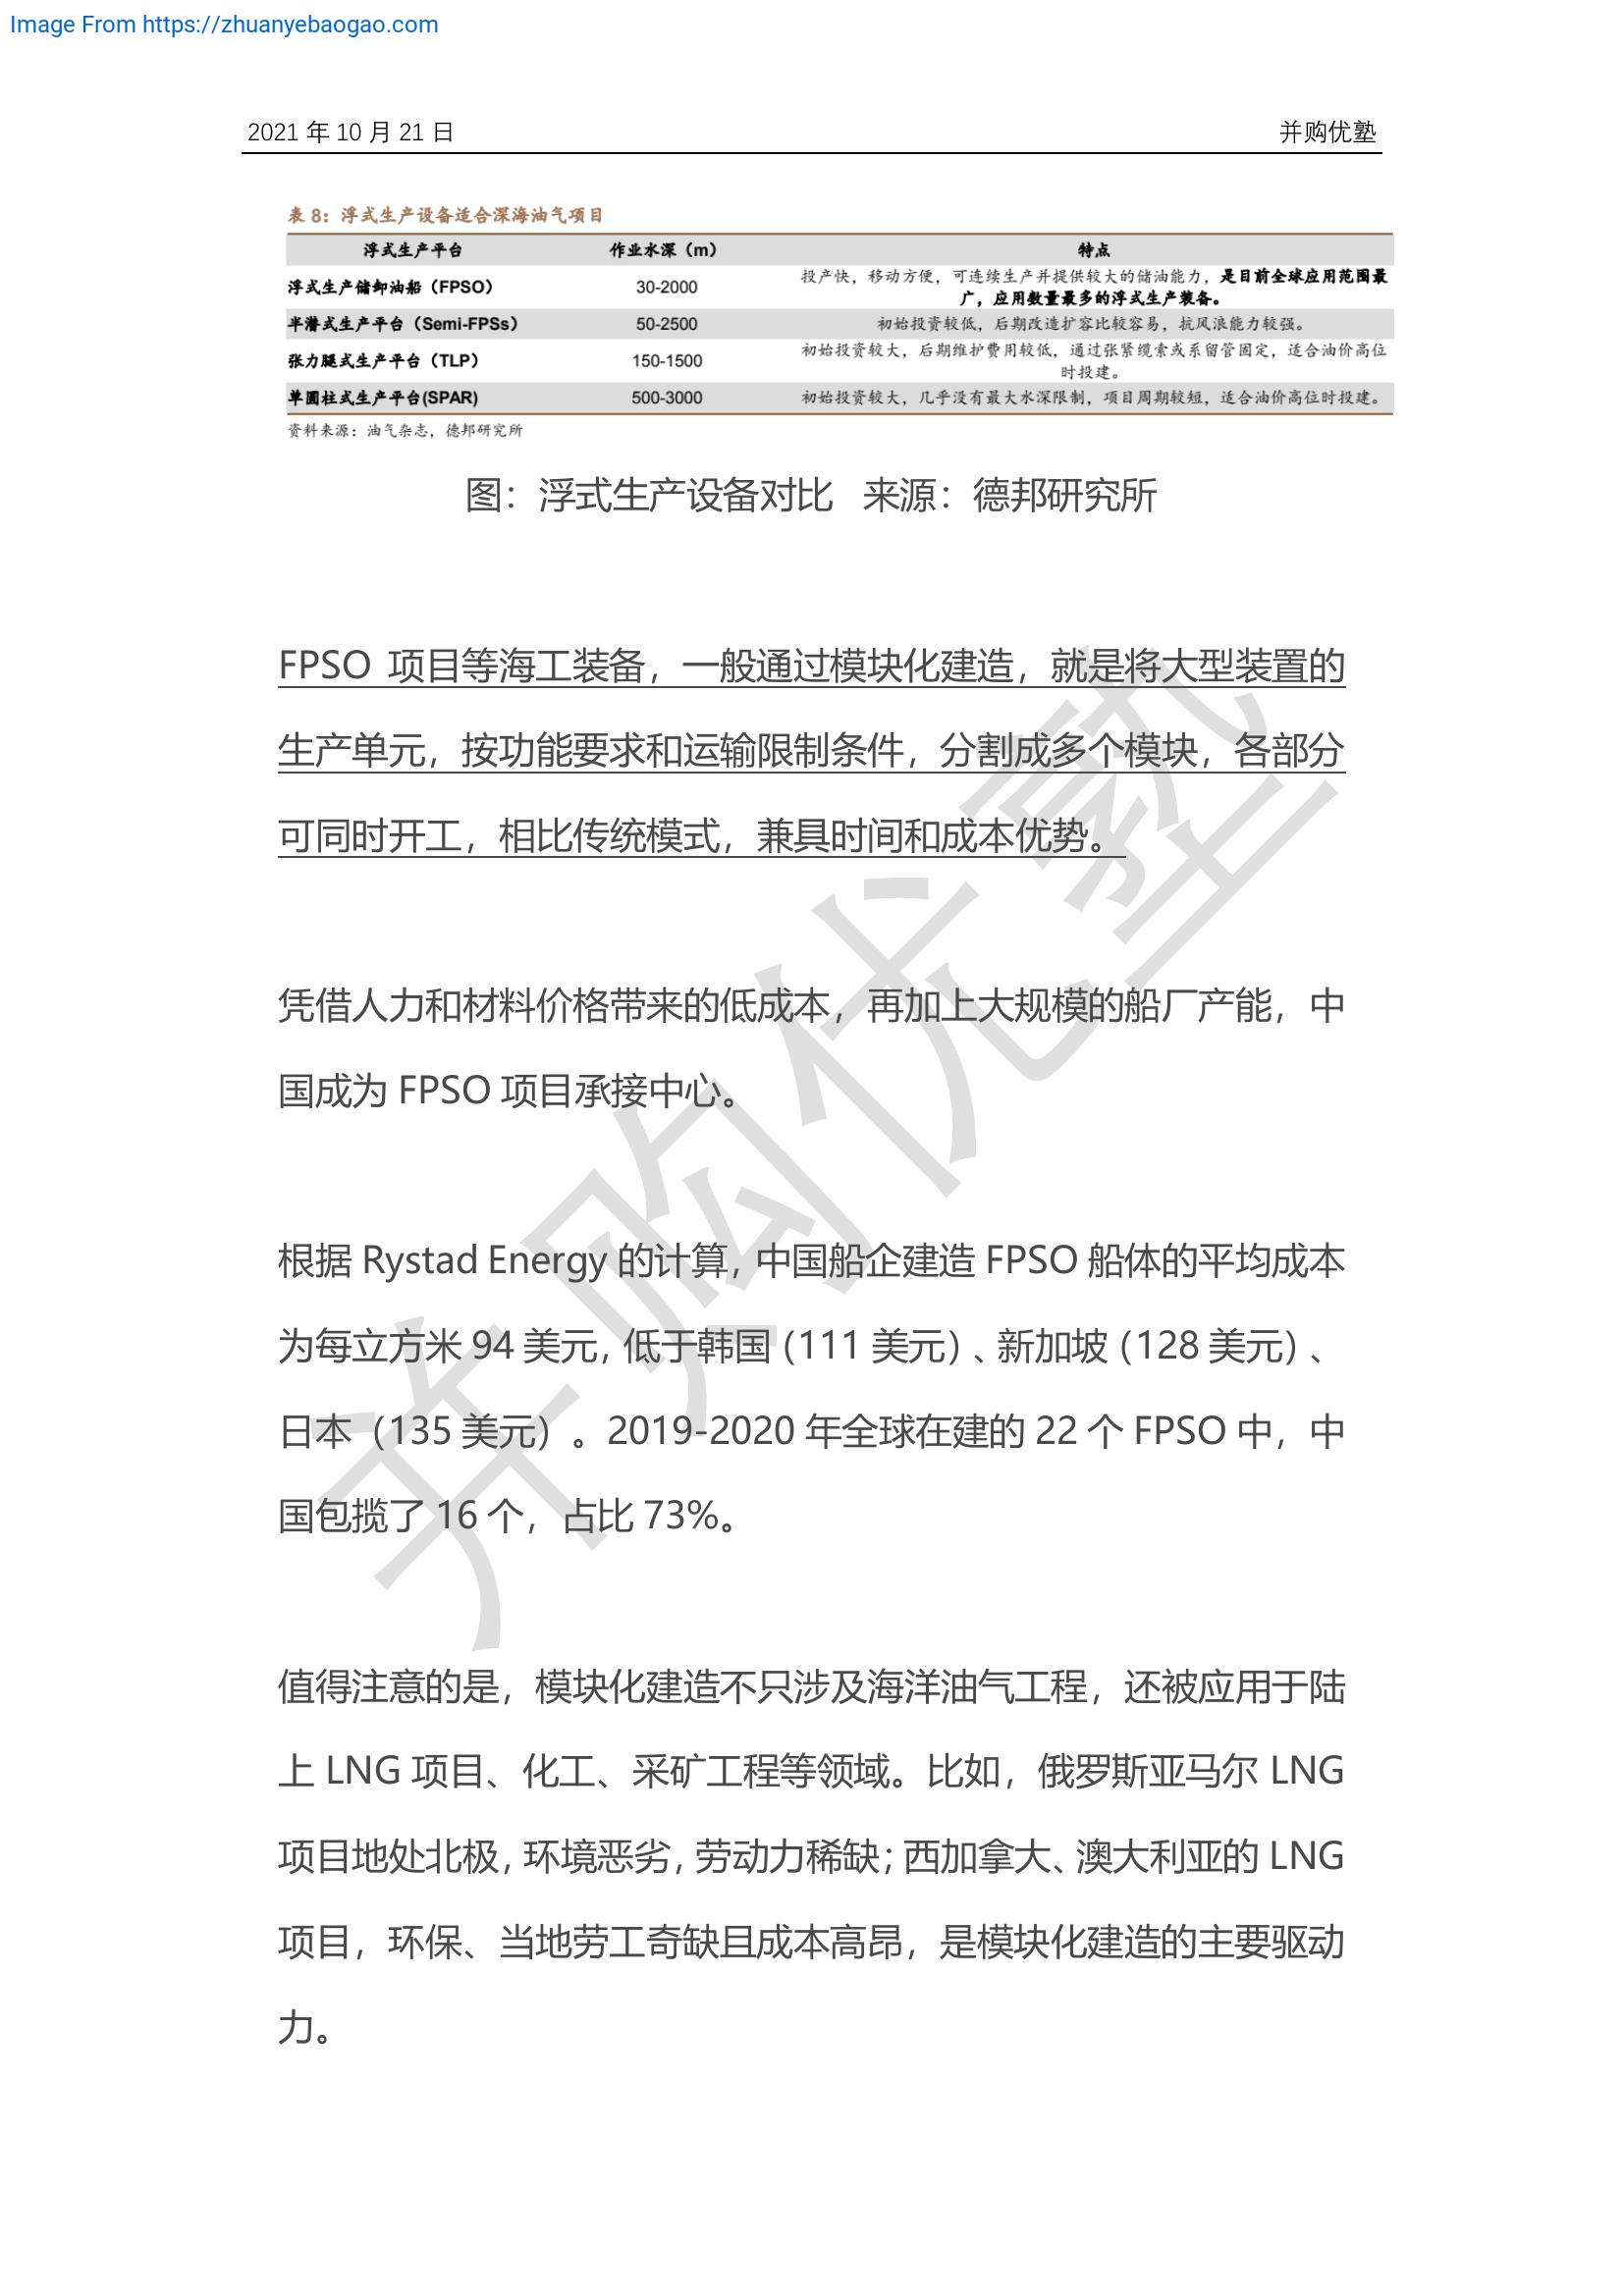 Image From https://zhuanyebaogao.com
2021 年 10 月 21 日 并购优塾
表 8：浮式生产设备适合深海油气项目
浮式生产平台 作业水深（m） 特点
浮式生产储卸油船（FPSO） 30-2000 投产快，移动方便，可连续生产并提供较大的储油能力，是目前全球应用范围最
广，应用数量最多的浮式生产装备。
半潜式生产平台（Semi-FPSs） 50-2500 初始投资较低，后期改造扩容比较容易，抗风浪能力较强。
张力腿式生产平台（TLP） 150-1500 初始投资较大，后期维护费用较低，通过张紧缆索或系留管固定，适合油价高位
时投建。
单圆柱式生产平台(SPAR) 500-3000 初始投资较大，几乎没有最大水深限制，项目周期较短，适合油价高位时投建。
资料来源：油气杂志，德邦研究所
图：浮式生产设备对比 来源：德邦研究所
FPSO 项目等海工装备，一般通过模块化建造，就是将大型装置的
生产单元，按功能要求和运输限制条件，分割成多个模块，各部分
可同时开工，相比传统模式，兼具时间和成本优势。
凭借人力和材料价格带来的低成本，再加上大规模的船厂产能，中
国成为 FPSO 项目承接中心。
根据 Rystad Energy 的计算，中国船企建造 FPSO 船体的平均成本
为每立方米 94 美元，低于韩国（111 美元）、新加坡（128 美元）、
日本（135 美元）。2019-2020 年全球在建的 22 个 FPSO 中，中
国包揽了 16 个，占比 73%。
值得注意的是，模块化建造不只涉及海洋油气工程，还被应用于陆
上 LNG 项目、化工、采矿工程等领域。比如，俄罗斯亚马尔 LNG
项目地处北极，环境恶劣，劳动力稀缺；西加拿大、澳大利亚的 LNG
项目，环保、当地劳工奇缺且成本高昂，是模块化建造的主要驱动
力。
并购优塾